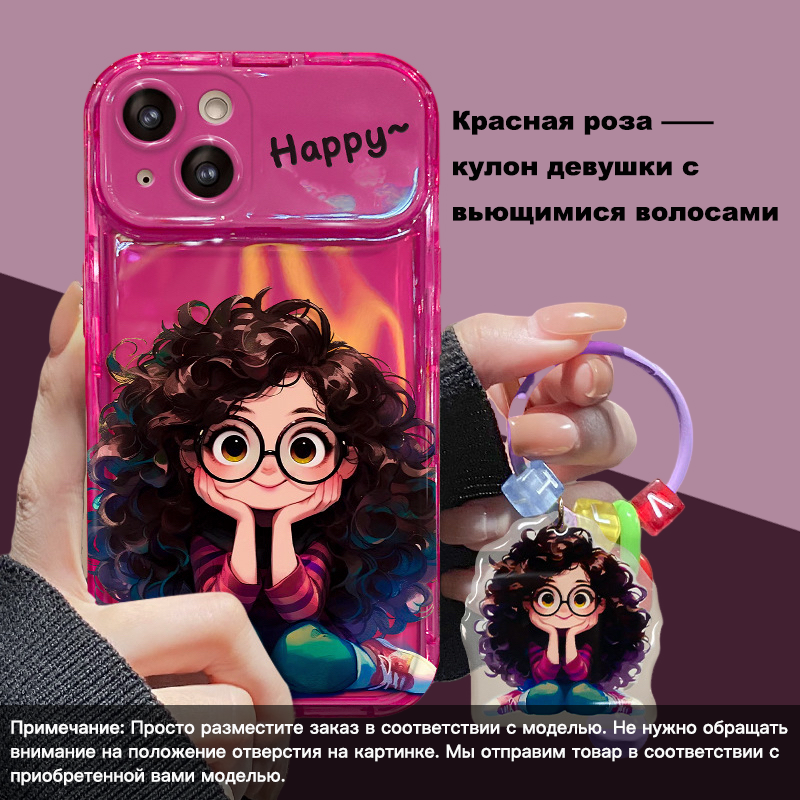 Happy~
Красная роза ——
кулон девушки с
вьющимися волосами
Примечание: Просто разместите заказ в соответствии с моделью. Не нужно обращать
внимание на положение отверстия на картинке. Мы отправим товар в соответствии с
приобретенной вами моделью.